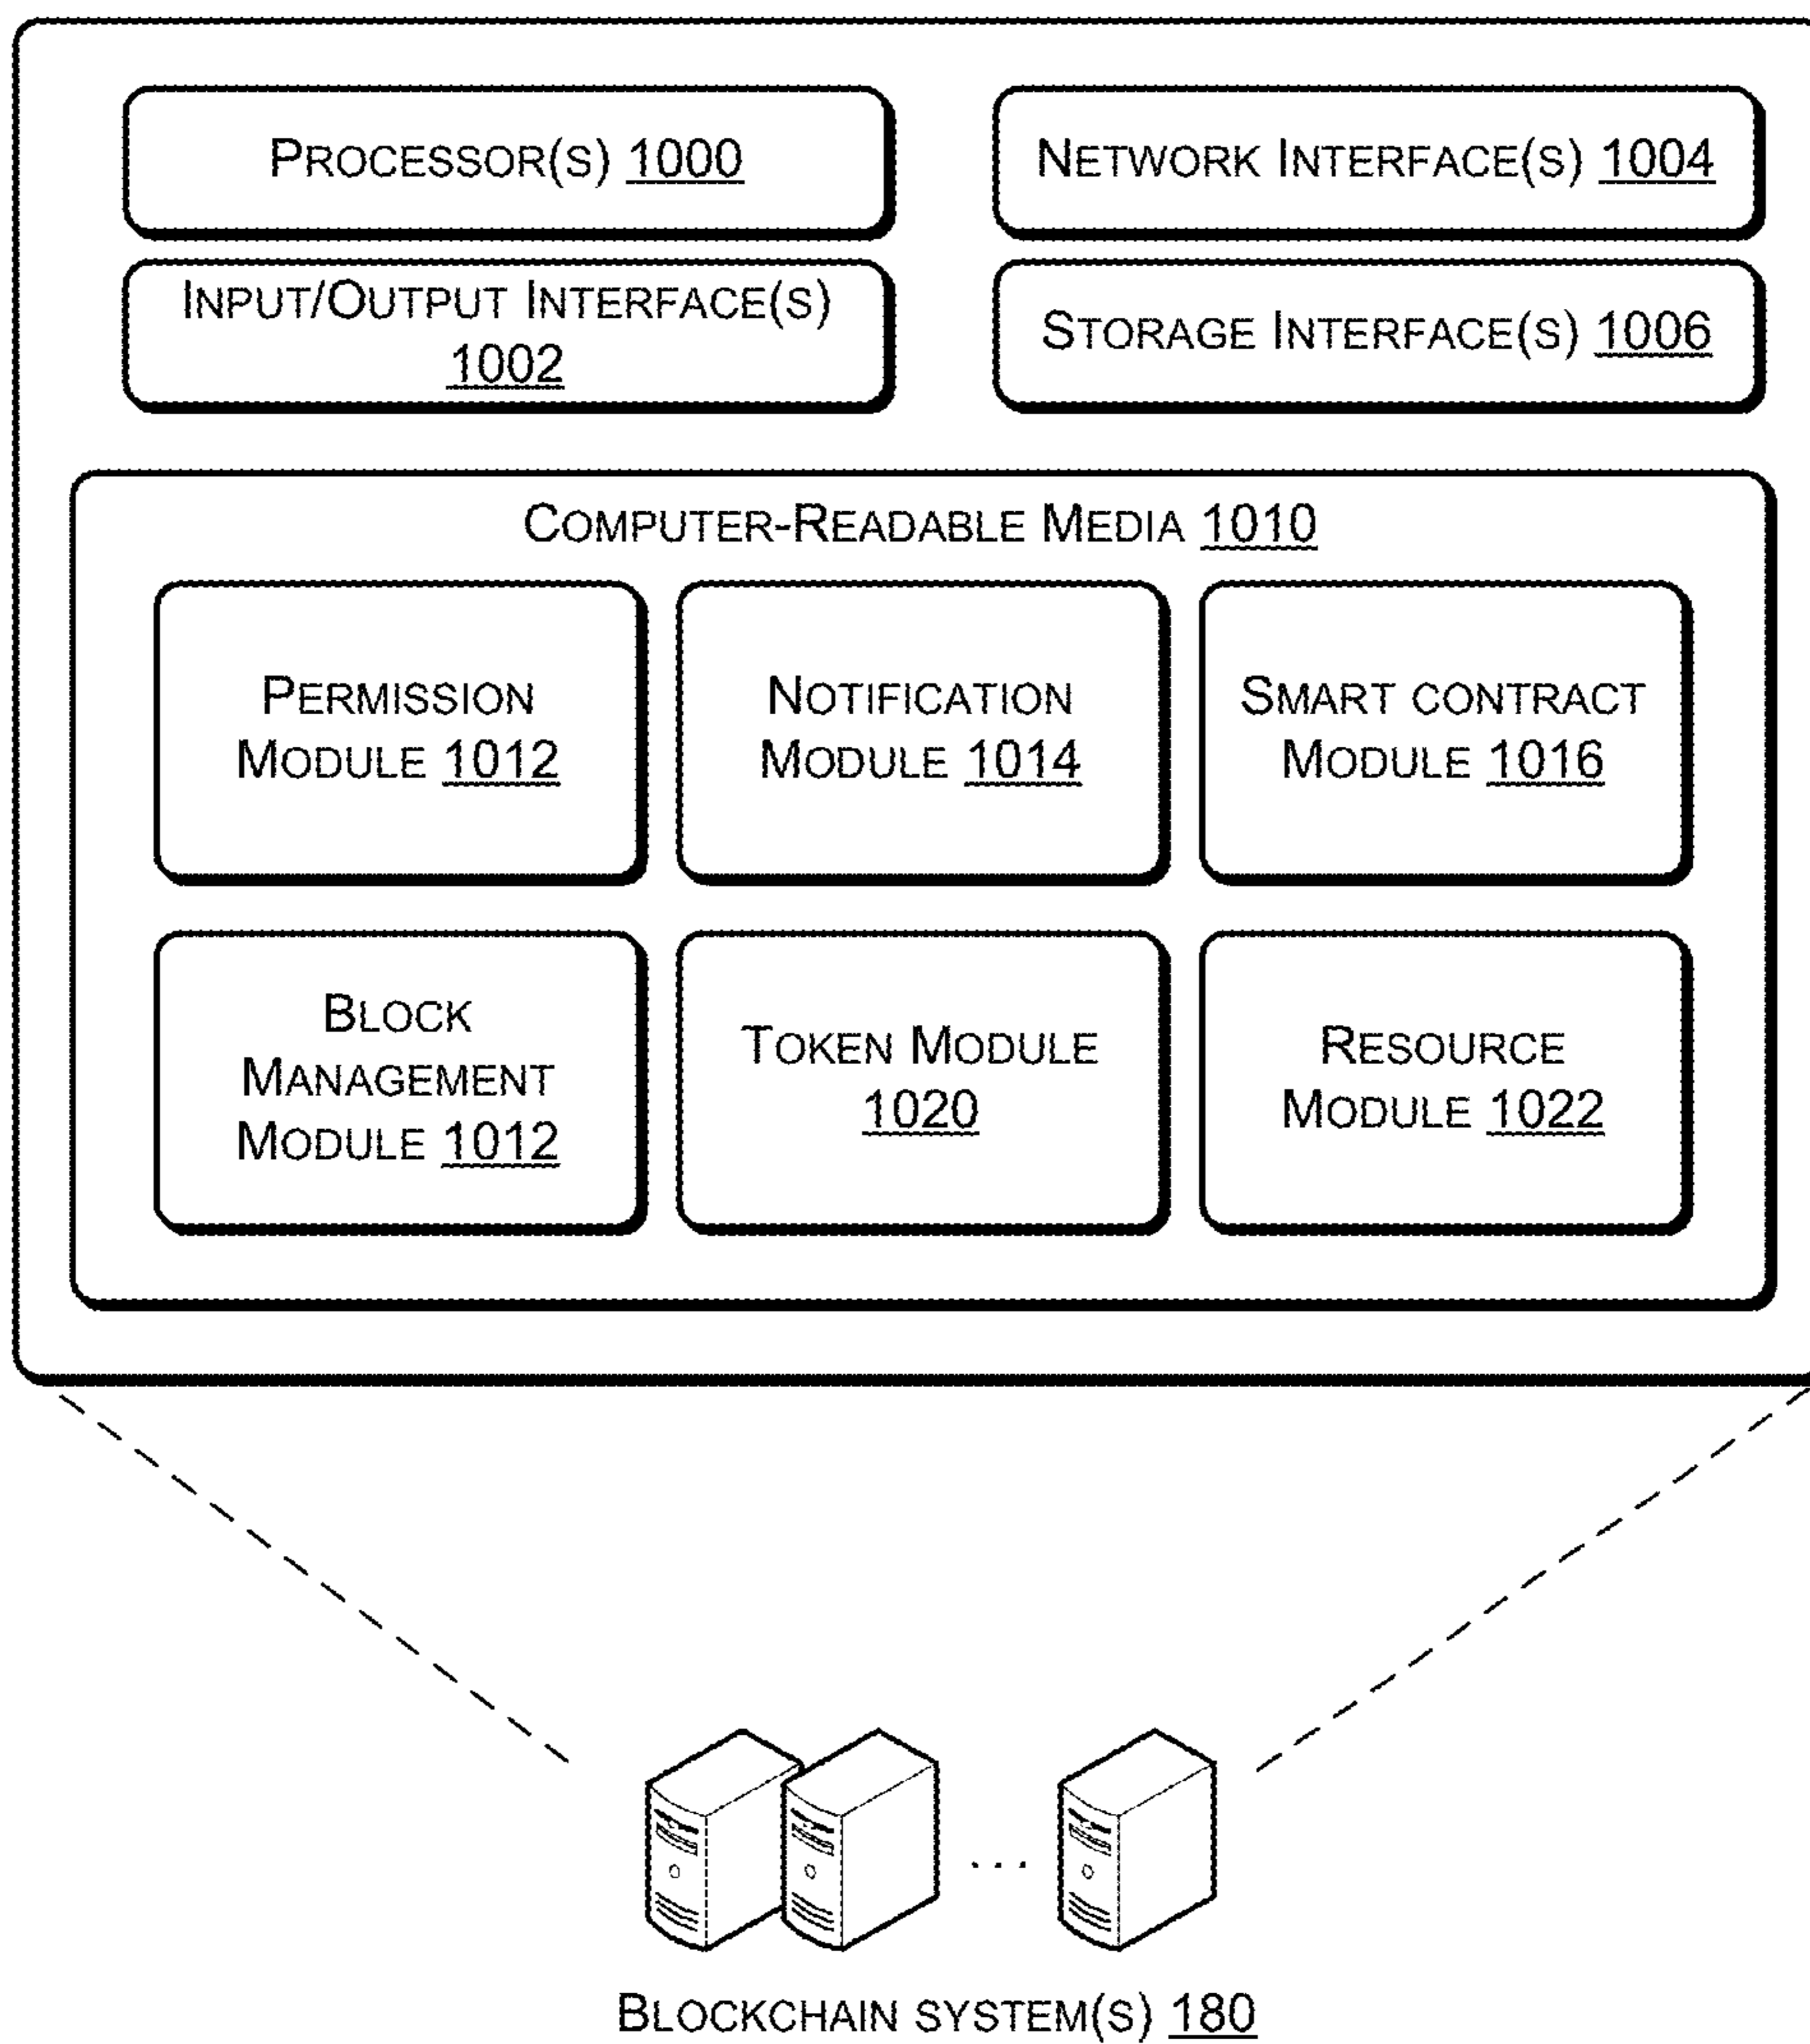 PROCESSOR(S) 1000
NETWORK INTERFACE(S) 1004
INPUT/OUTPUT INTERFACE(S)
1002
STORAGE INTERFACE(S) 1006
COMPUTER-READABLE MEDIA 1010
PERMISSION
MODULE 1012
NOTIFICATION
MODULE 1014
SMART CONTRACT
MODULE 1016
BLOCK
MANAGEMENT
MODULE 1012
TOKEN MODULE
1020
RESOURCE
MODULE 1022
...
BLOCKCHAIN SYSTEM(S) 180